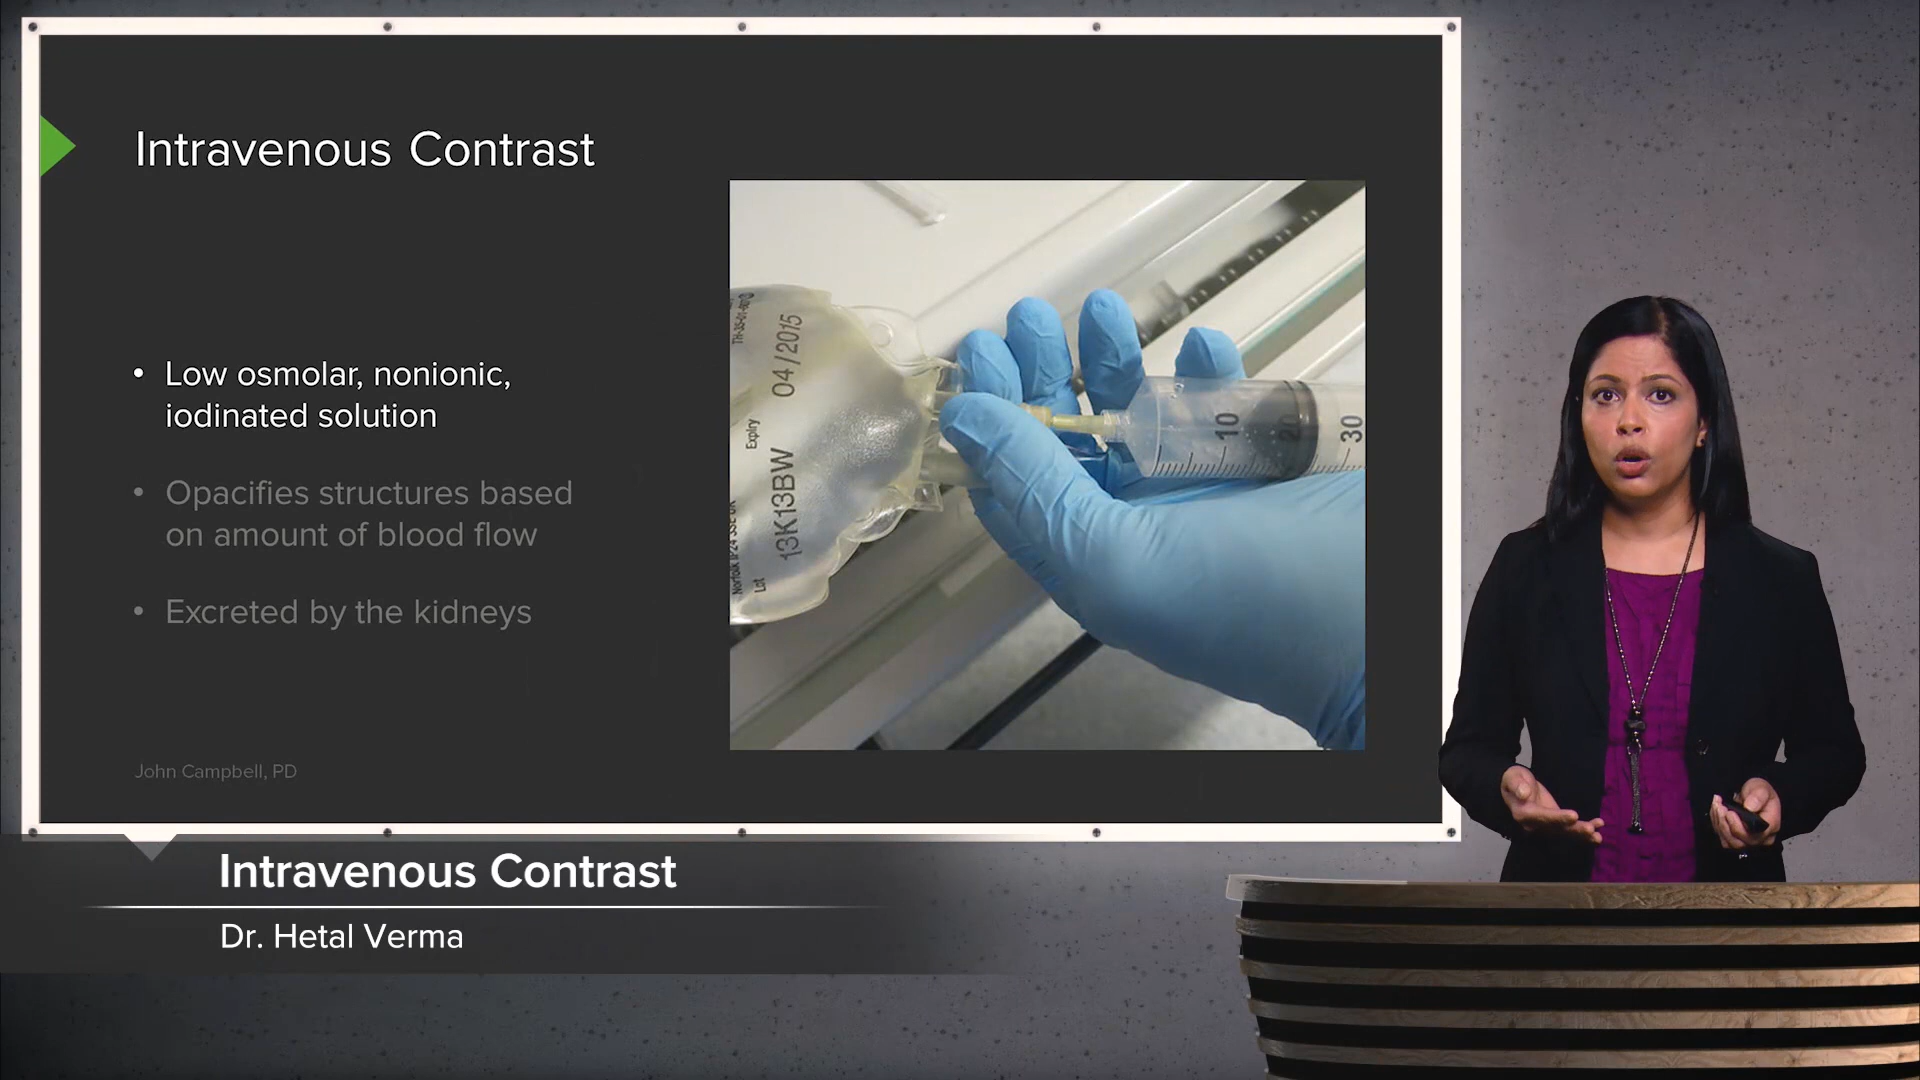 Intravenous Contrast
• Low osmolar, nonionic,
iodinated solution
• Opacifies structures based
on amount of blood flow
• Excreted by the kidneys
John Campbell, PD
04/2015
Expiry
13K13BW
Lot
10
20
30
Intravenous Contrast
Dr. Hetal Verma